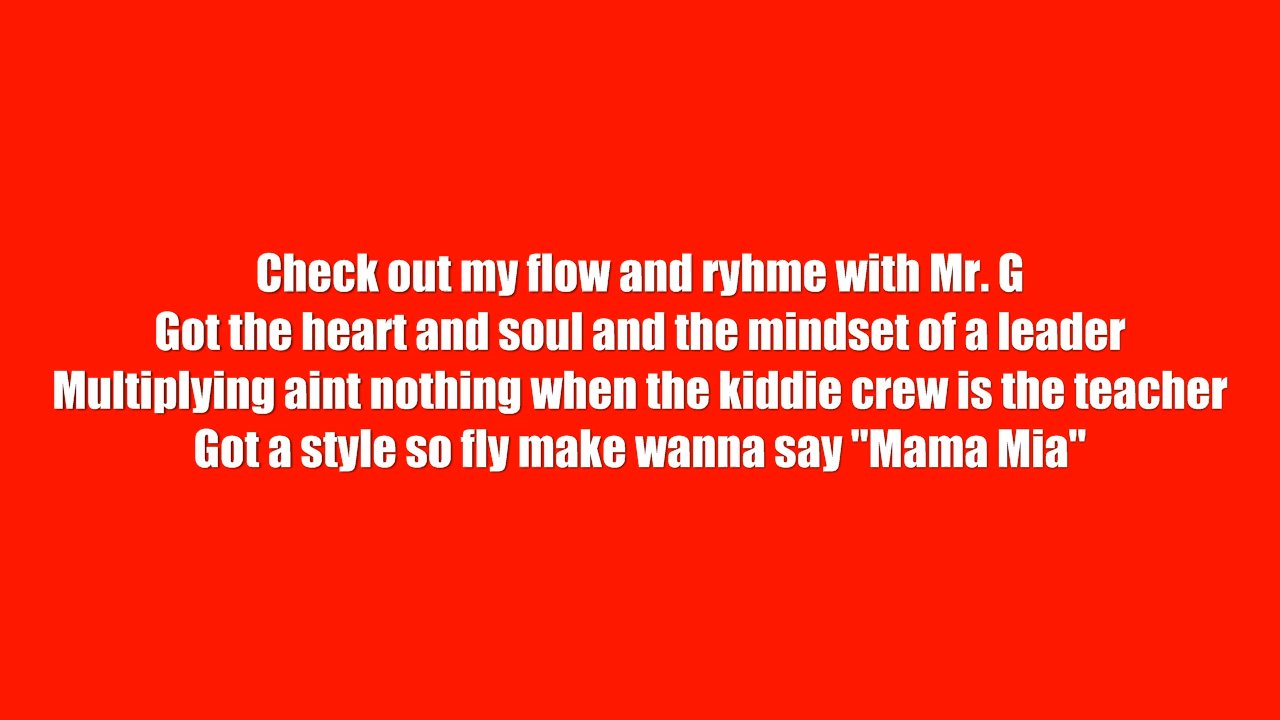 Check out my flow and ryhme with Mr. G
Got the heart and soul and the mindset of a leader
Multiplying aint nothing when the kiddie crew is the teacher
Got a style so fly make wanna say "Mama Mia"